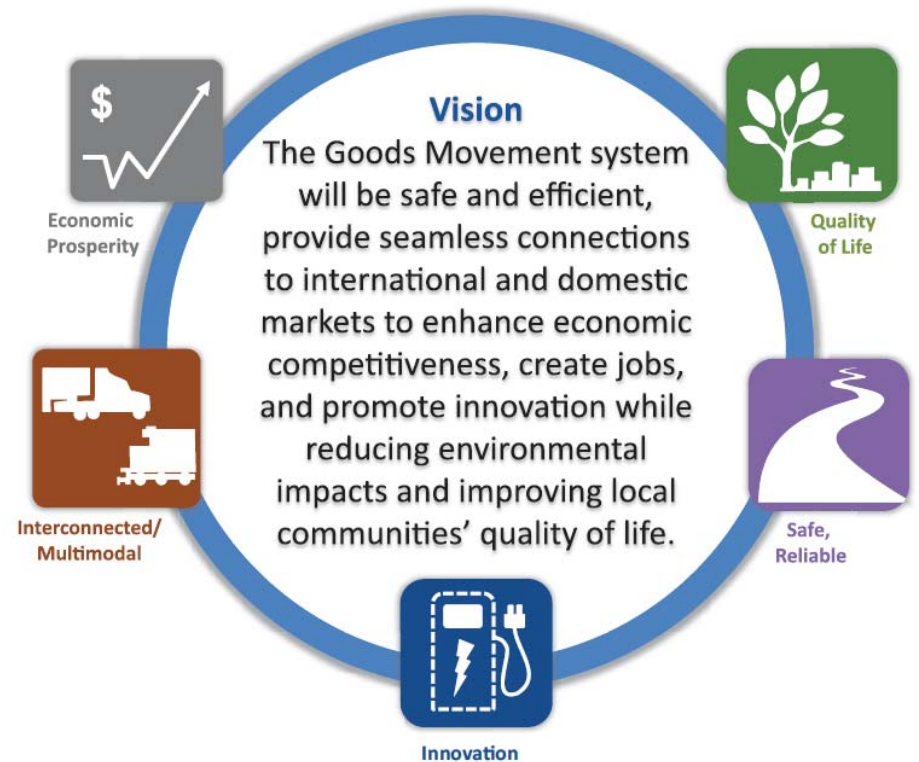 $
Economic
Prosperity
Vision
The Goods Movement system
will be safe and efficient,
provide seamless connections
to international and domestic
markets to enhance economic
competitiveness, create jobs,
and promote innovation while
reducing environmental
impacts and improving local
communities’ quality of life.
Quality
of Life
Interconnected/
Multimodal
Safe,
Reliable
Innovation